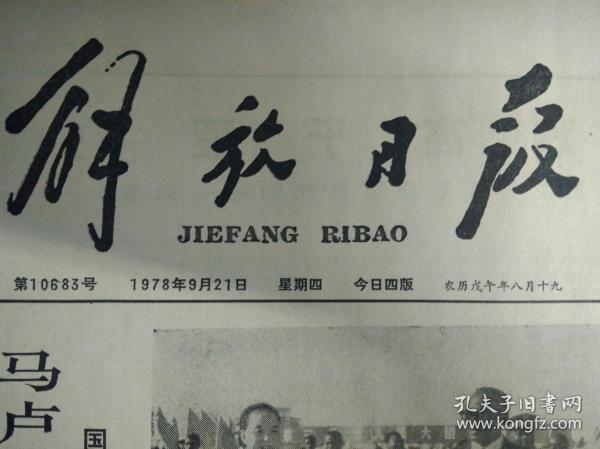 解放日报
JIEFANG RIBAO
第10683号 1978年9月21日 星期四 今日四版 农历戊午年八月十九
马卢
国
孔夫子旧书网
www.kongfz.com